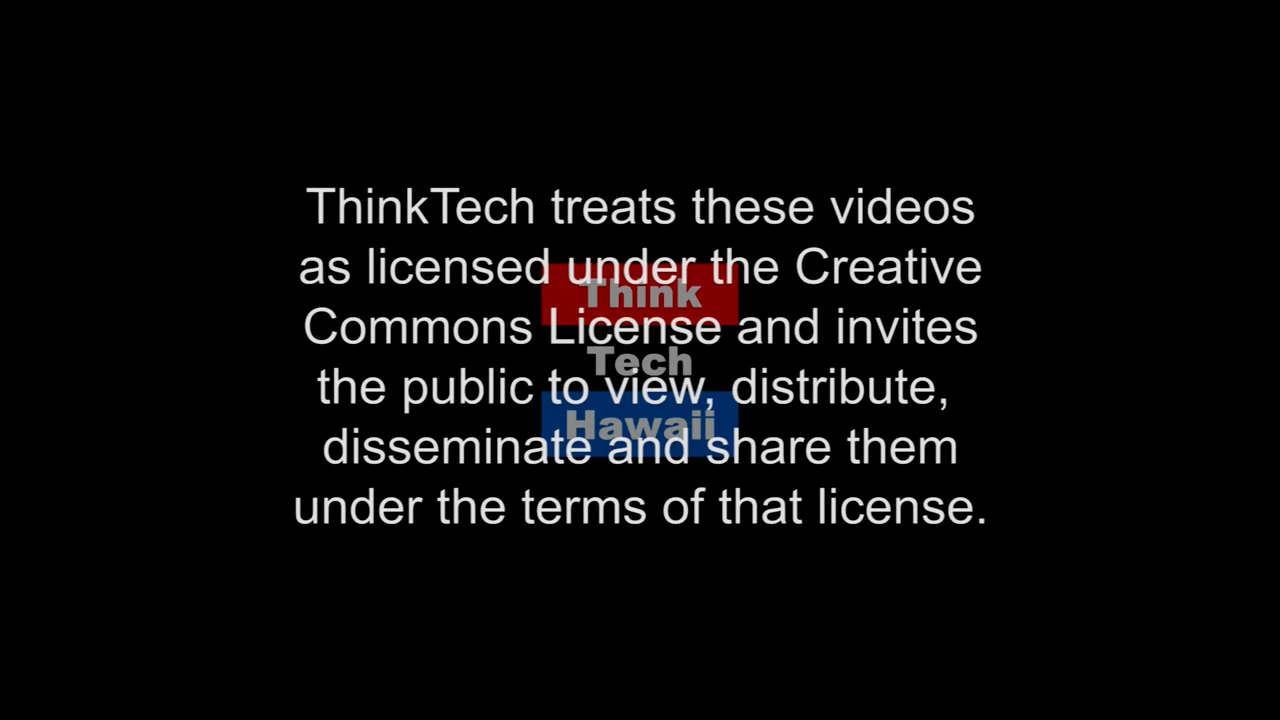 ThinkTech treats these videos
as licensed under the Creative
Think
Commons License and invites
Tech
the public to view, distribute,
Hawaii
disseminate and share them
under the terms of that license.